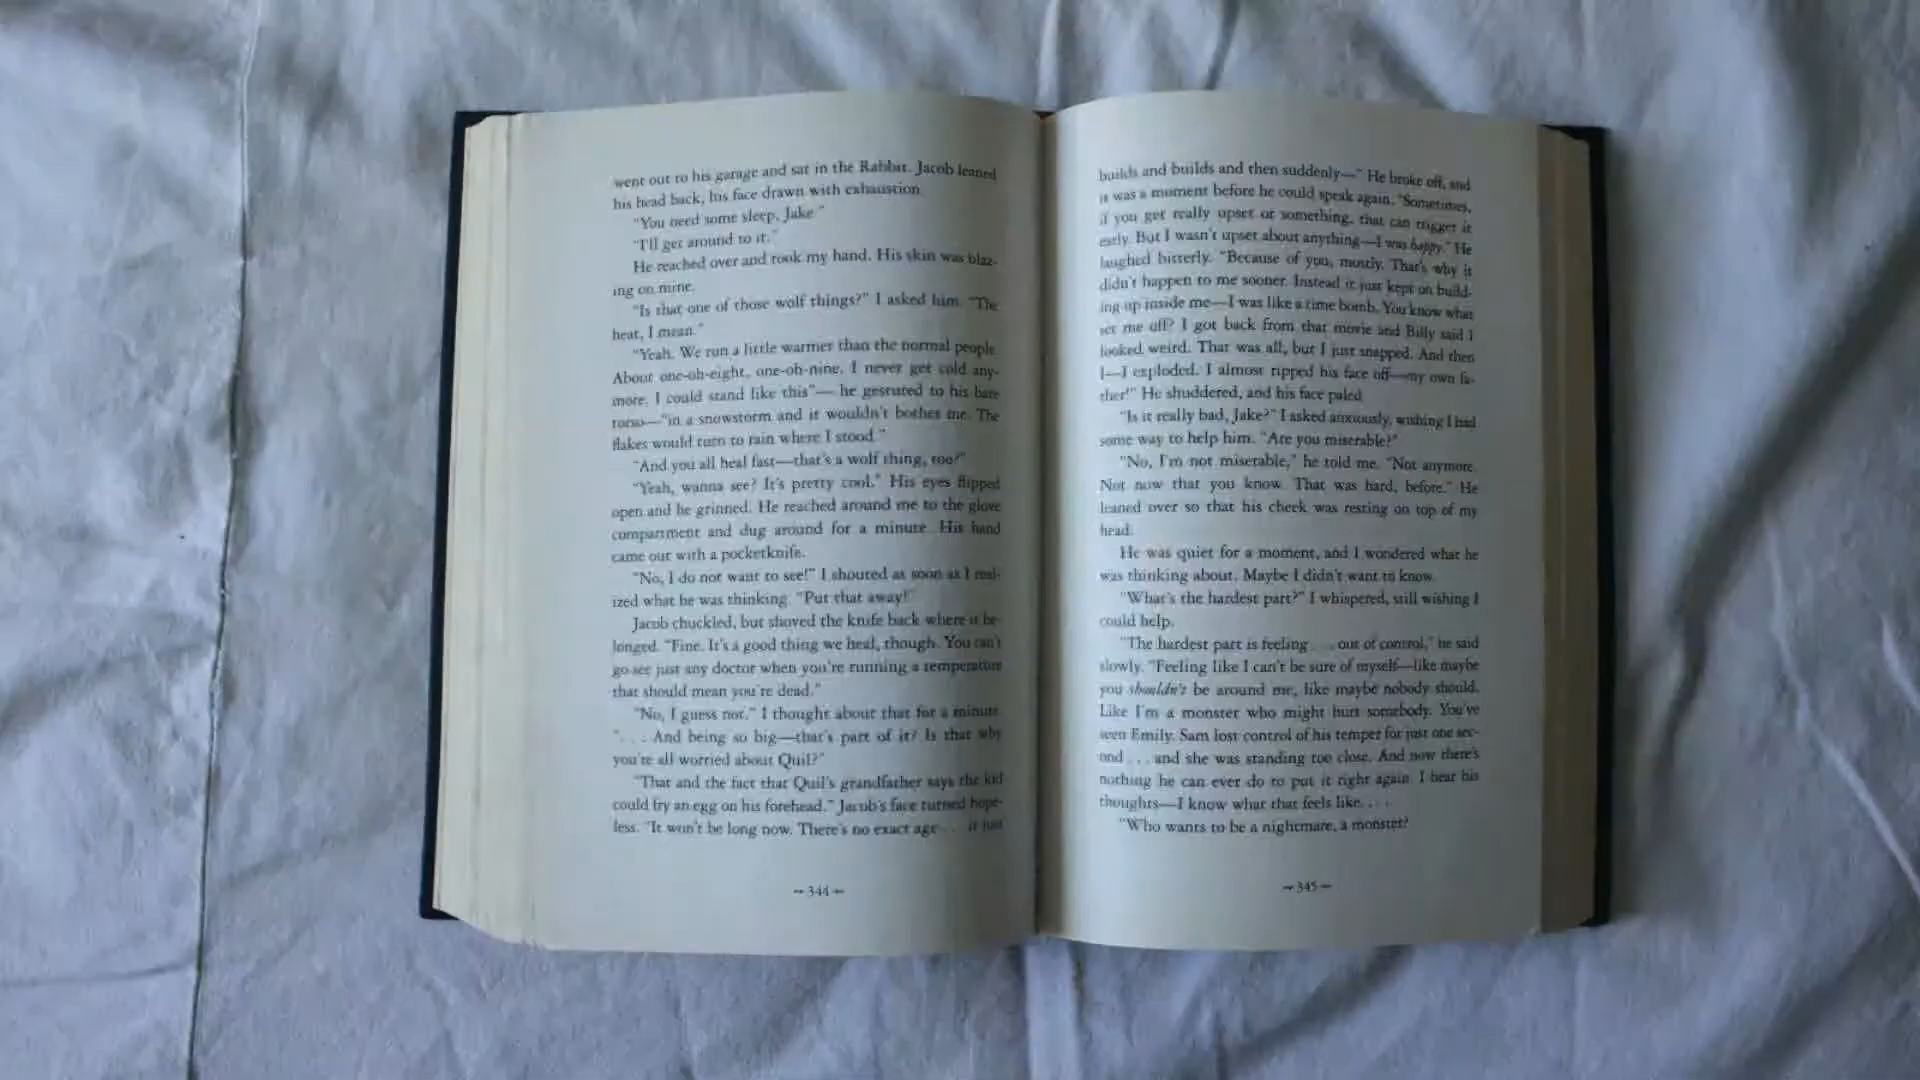 went out to his garage and sat in the Rabbit. Jacob leaned
his head back, his face drawn with exhaustion.
"You need some sleep, Jake."
"I'll get around to it."
He reached over and took my hand. His skin was blaz-
ing on mine.
"Is that one of those wolf things?" I asked him. "The
heat, I mean."
"Yeah. We run a little warmer than the normal people.
About one-oh-eight, one-oh-nine. I never get cold any-
more. I could stand like this"— he gestured to his bare
torso—"in a snowstorm and it wouldn't bother me. The
flakes would turn to rain where I stood."
"And you all heal fast—that's a wolf thing, too?"
"Yeah, wanna see? It's pretty cool." His eyes flipped
open and he grinned. He reached around me to the glove
compartment and dug around for a minute. His hand
came out with a pocketknife.
"No, I do not want to see!" I shouted as soon as I real-
ized what he was thinking. "Put that away!"
Jacob chuckled, but shoved the knife back where it be-
longed. "Fine. It's a good thing we heal, though. You can't
go see just any doctor when you're running a temperature
that should mean you're dead."
"No, I guess not." I thought about that for a minute.
". . . And being so big—that's part of it? Is that why
you're all worried about Quil?"
"That and the fact that Quil's grandfather says the kid
could fry an egg on his forehead." Jacob's face turned hope-
less. "It won't be long now. There's no exact age . . . it just
~ 344 ~
builds and builds and then suddenly—" He broke off, and
it was a moment before he could speak again. "Sometimes,
if you get really upset or something, that can trigger it
early. But I wasn't upset about anything—I was happy." He
laughed bitterly. "Because of you, mostly. That's why it
didn't happen to me sooner. Instead it just kept on build-
ing up inside me—I was like a time bomb. You know what
set me off? I got back from that movie and Billy said I
looked weird. That was all, but I just snapped. And then
I—I exploded. I almost ripped his face off—my own fa-
ther!" He shuddered, and his face paled.
"Is it really bad, Jake?" I asked anxiously, wishing I had
some way to help him. "Are you miserable?"
"No, I'm not miserable," he told me. "Not anymore.
Not now that you know. That was hard, before." He
leaned over so that his cheek was resting on top of my
head.
He was quiet for a moment, and I wondered what he
was thinking about. Maybe I didn't want to know.
"What's the hardest part?" I whispered, still wishing I
could help.
"The hardest part is feeling . . . out of control," he said
slowly. "Feeling like I can't be sure of myself—like maybe
you shouldn't be around me, like maybe nobody should.
Like I'm a monster who might hurt somebody. You've
seen Emily. Sam lost control of his temper for just one sec-
ond . . . and she was standing too close. And now there's
nothing he can ever do to put it right again. I hear his
thoughts—I know what that feels like. . . .
"Who wants to be a nightmare, a monster?
~ 345 ~